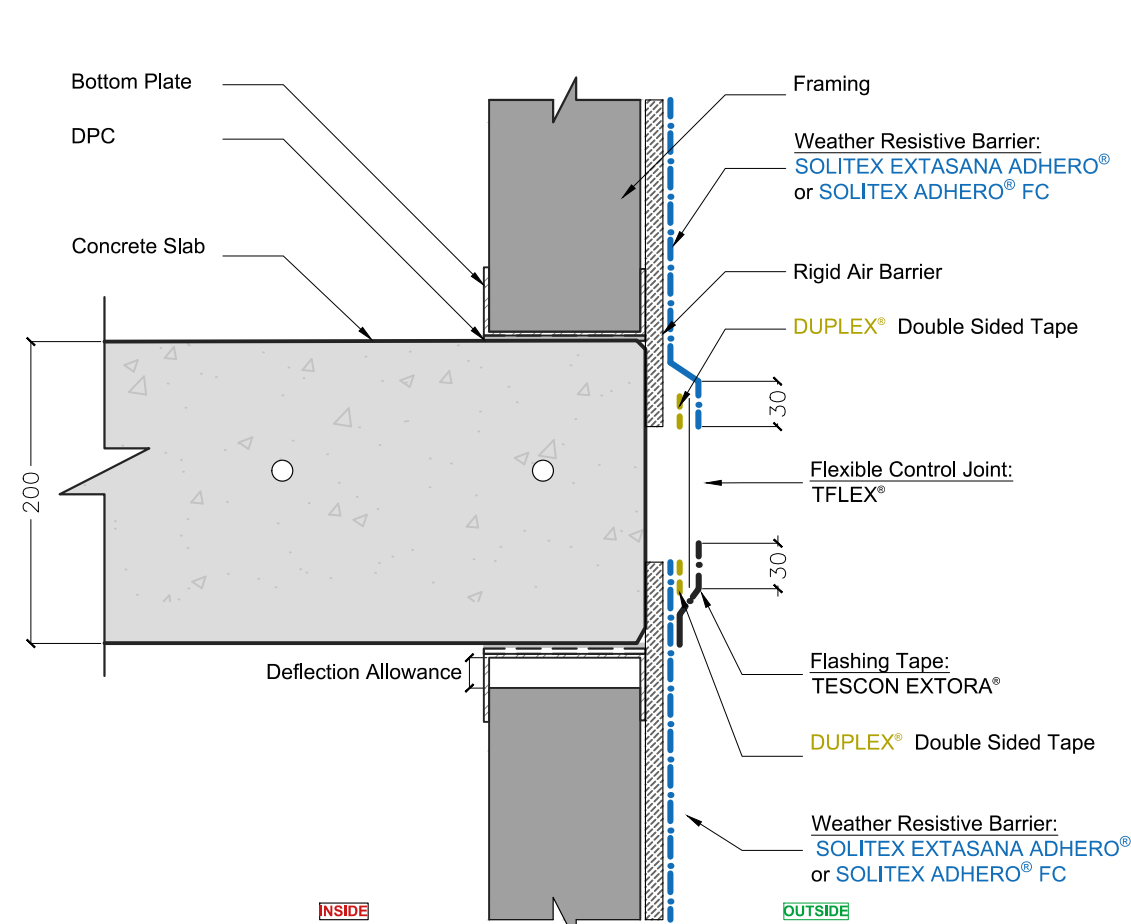 Bottom Plate
DPC
Concrete Slab
200
Deflection Allowance
INSIDE
Framing
Weather Resistive Barrier:
SOLITEX EXTASANA ADHERO®
or SOLITEX ADHERO® FC
Rigid Air Barrier
DUPLEX® Double Sided Tape
30
Flexible Control Joint:
TFLEX®
30
Flashing Tape:
TESCON EXTORA®
DUPLEX® Double Sided Tape
Weather Resistive Barrier:
SOLITEX EXTASANA ADHERO®
or SOLITEX ADHERO® FC
OUTSIDE